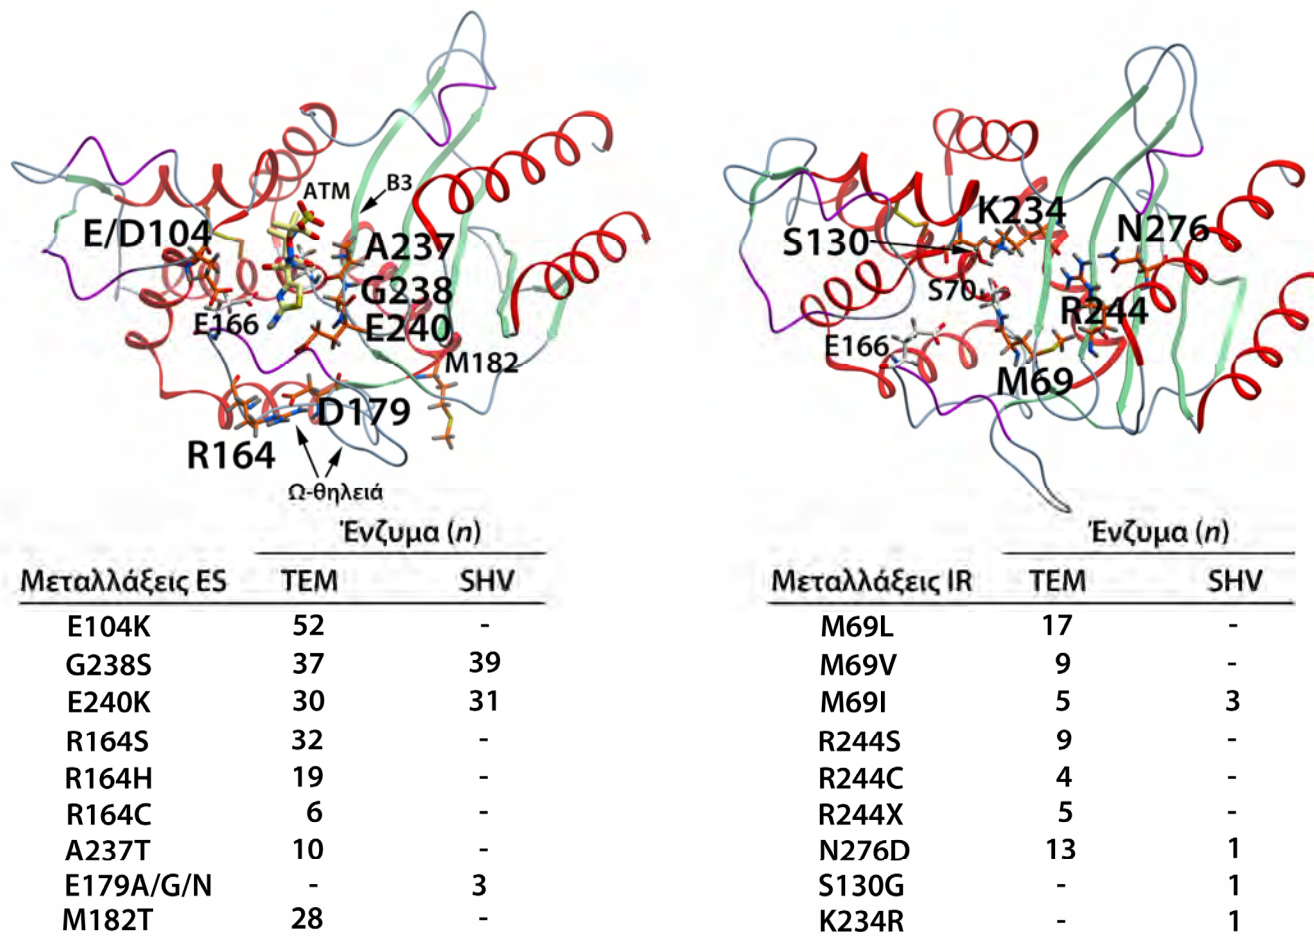 ATM
B3
E/D104
A237
G238
E166
E240
M182
D179
R164
Ω-θηλειά
K234
S130
N276
S70
R244
E166
M69
Ένζυμα (n)
Μεταλλάξεις ES TEM SHV
E104K 52 -
G238S 37 39
E240K 30 31
R164S 32 -
R164H 19 -
R164C 6 -
A237T 10 -
E179A/G/N - 3
M182T 28 -
Ένζυμα (n)
Μεταλλάξεις IR TEM SHV
M69L 17 -
M69V 9 -
M69I 5 3
R244S 9 -
R244C 4 -
R244X 5 -
N276D 13 1
S130G - 1
K234R - 1